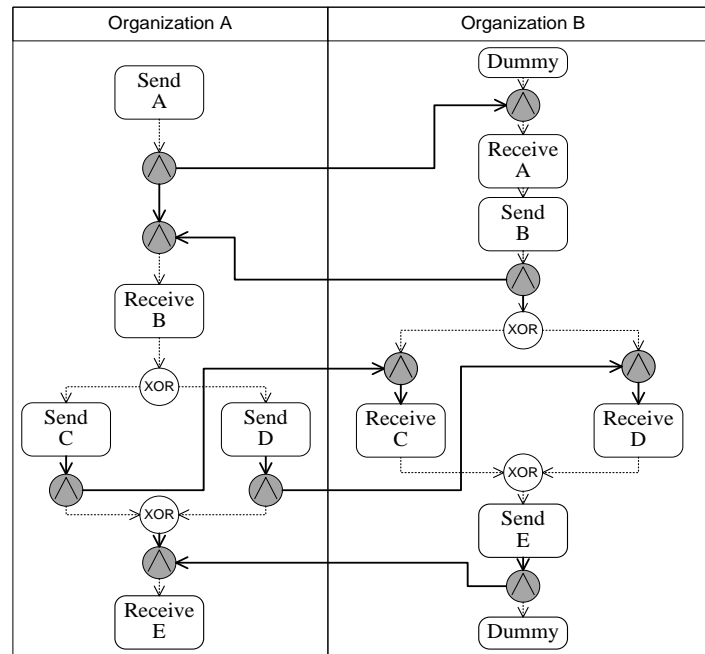 Organization A
Organization B
Send
A
Receive
B
XOR
Send
C
Send
D
XOR
Receive
E
Dummy
Receive
A
Send
B
XOR
Receive
C
Receive
D
XOR
Send
E
Dummy